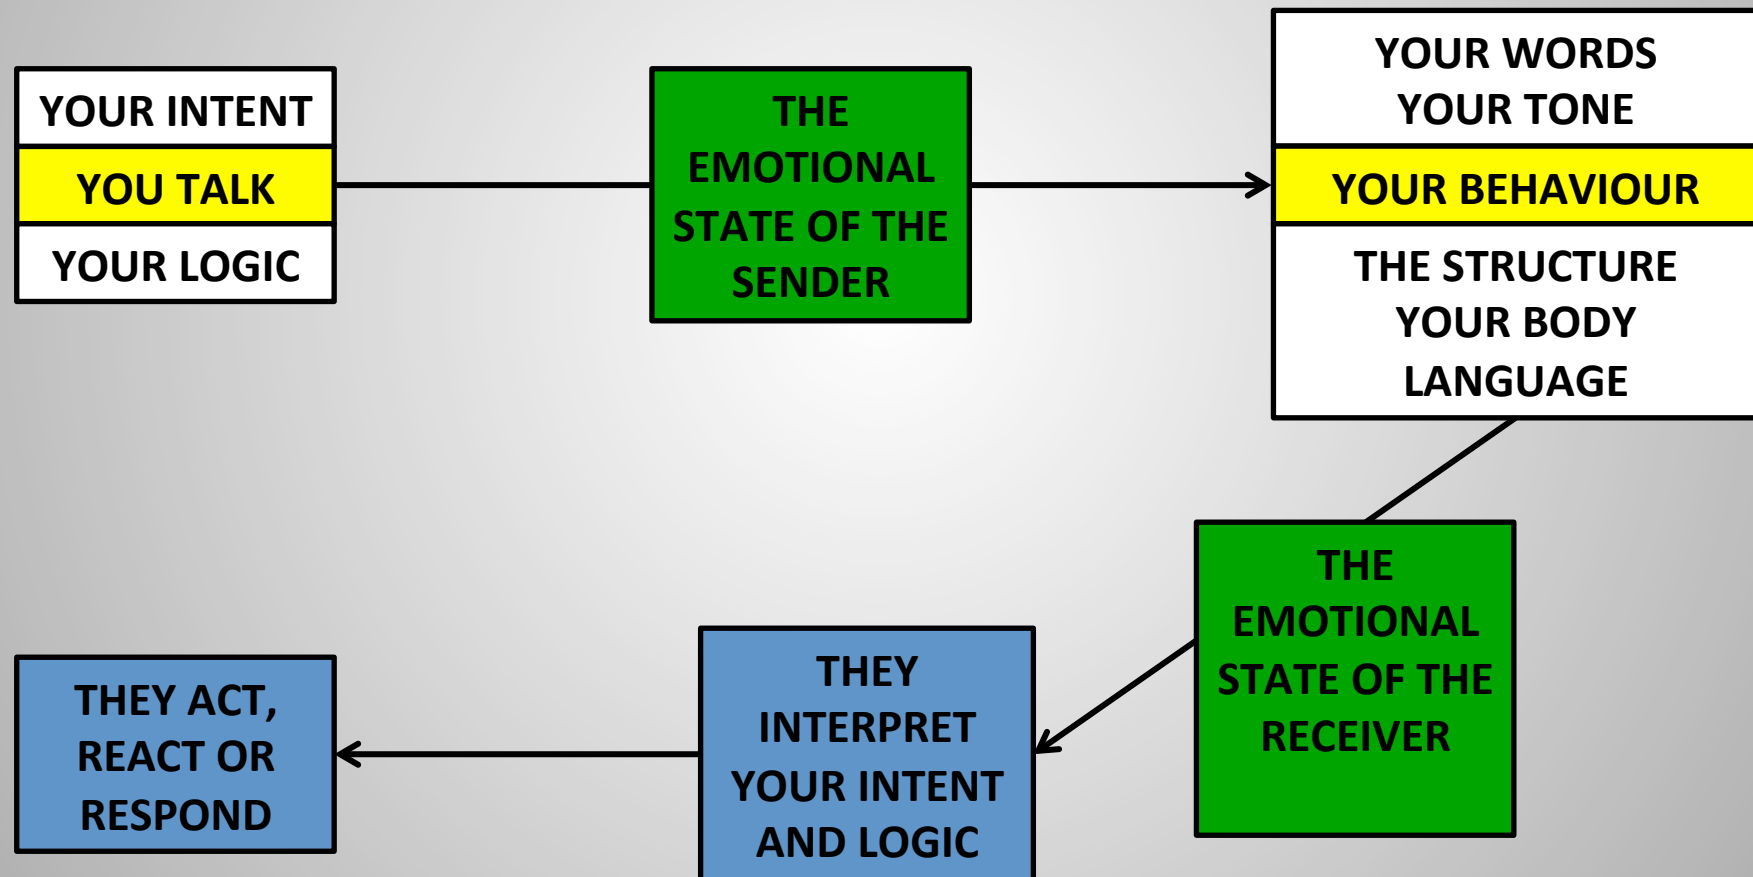 YOUR INTENT
YOU TALK
YOUR LOGIC
THE
EMOTIONAL
STATE OF THE
SENDER
YOUR WORDS
YOUR TONE
YOUR BEHAVIOUR
THE STRUCTURE
YOUR BODY
LANGUAGE
THE
EMOTIONAL
STATE OF THE
RECEIVER
THEY
INTERPRET
YOUR INTENT
AND LOGIC
THEY ACT,
REACT OR
RESPOND